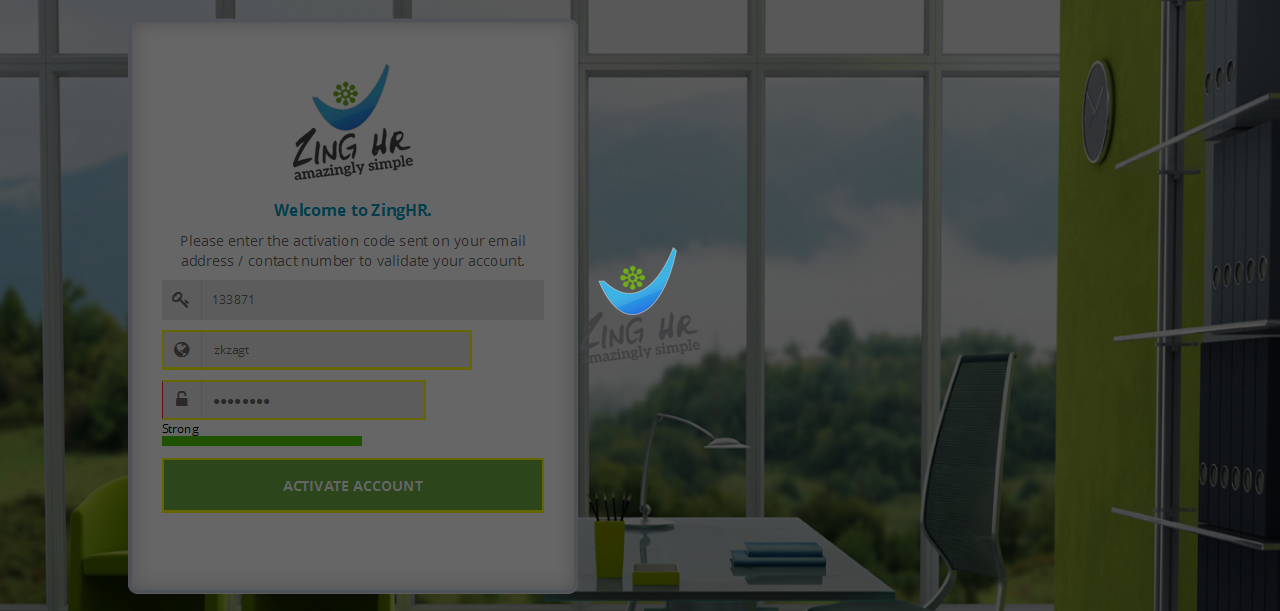 ZING HR
amazingly simple
Welcome to ZingHR.
Please enter the activation code sent on your email
address / contact number to validate your account.
133871
zkzagt
••••••••
Strong
ACTIVATE ACCOUNT
ZING HR
amazingly simple